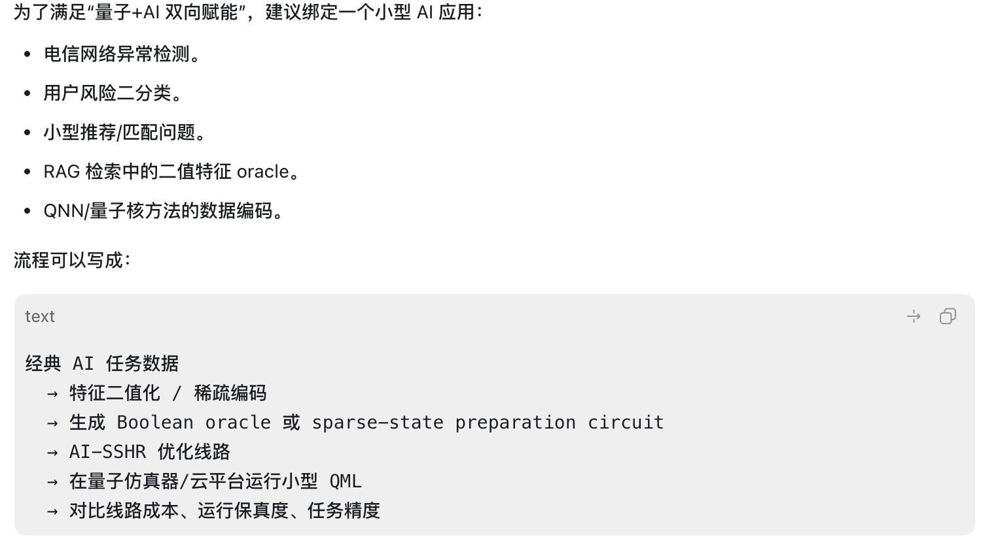 为了满足“量子+AI 双向赋能”，建议绑定一个小型 AI 应用：
• 电信网络异常检测。
• 用户风险二分类。
• 小型推荐/匹配问题。
• RAG 检索中的二值特征 oracle。
• QNN/量子核方法的数据编码。
流程可以写成：
text
经典 AI 任务数据
→ 特征二值化 / 稀疏编码
→ 生成 Boolean oracle 或 sparse-state preparation circuit
→ AI-SSHR 优化线路
→ 在量子仿真器/云平台运行小型 QML
→ 对比线路成本、运行保真度、任务精度